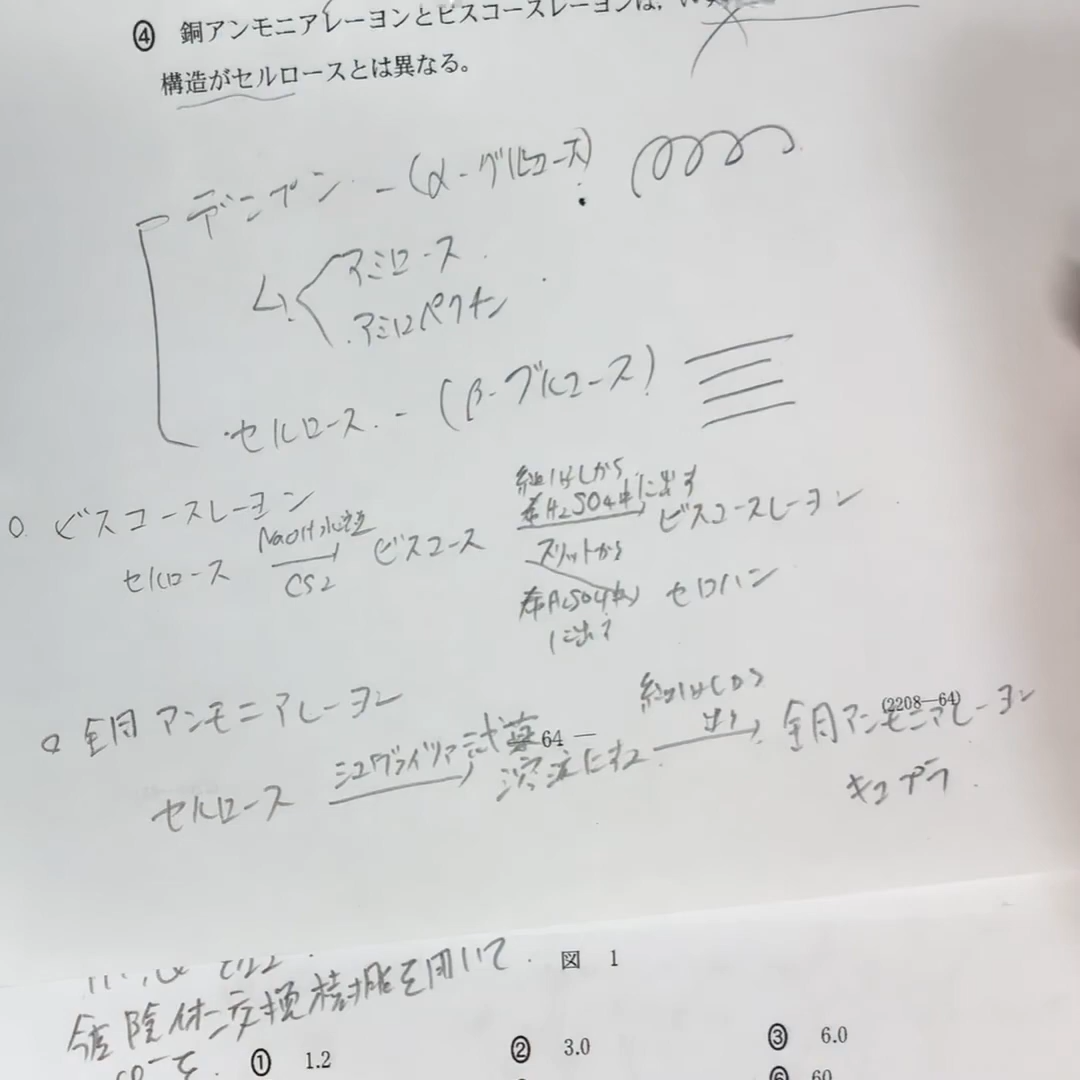 ④ 銅アンモニアレーヨンとビスコースレーヨンは，
構造がセルロースとは異なる。
デンプン - (α-グルコース)
アミロース
アミロペクチン
セルロース - (β-グルコース)
○ ビスコースレーヨン
セルロース NaOH水 CS2 ビスコース
細いはしから
希H2SO4中に出す ビスコースレーヨン
スリットから
希H2SO4中 セロハン
に出す
○ 銅アンモニアレーヨン
セルロース シュワライツァー試薬 溶液にする
銅アンモニアレーヨン
キュプラ
64 —
(2208—64)
陰イオン交換樹脂を用いて
図 1
① 1.2
② 3.0
③ 6.0
⑥ 60